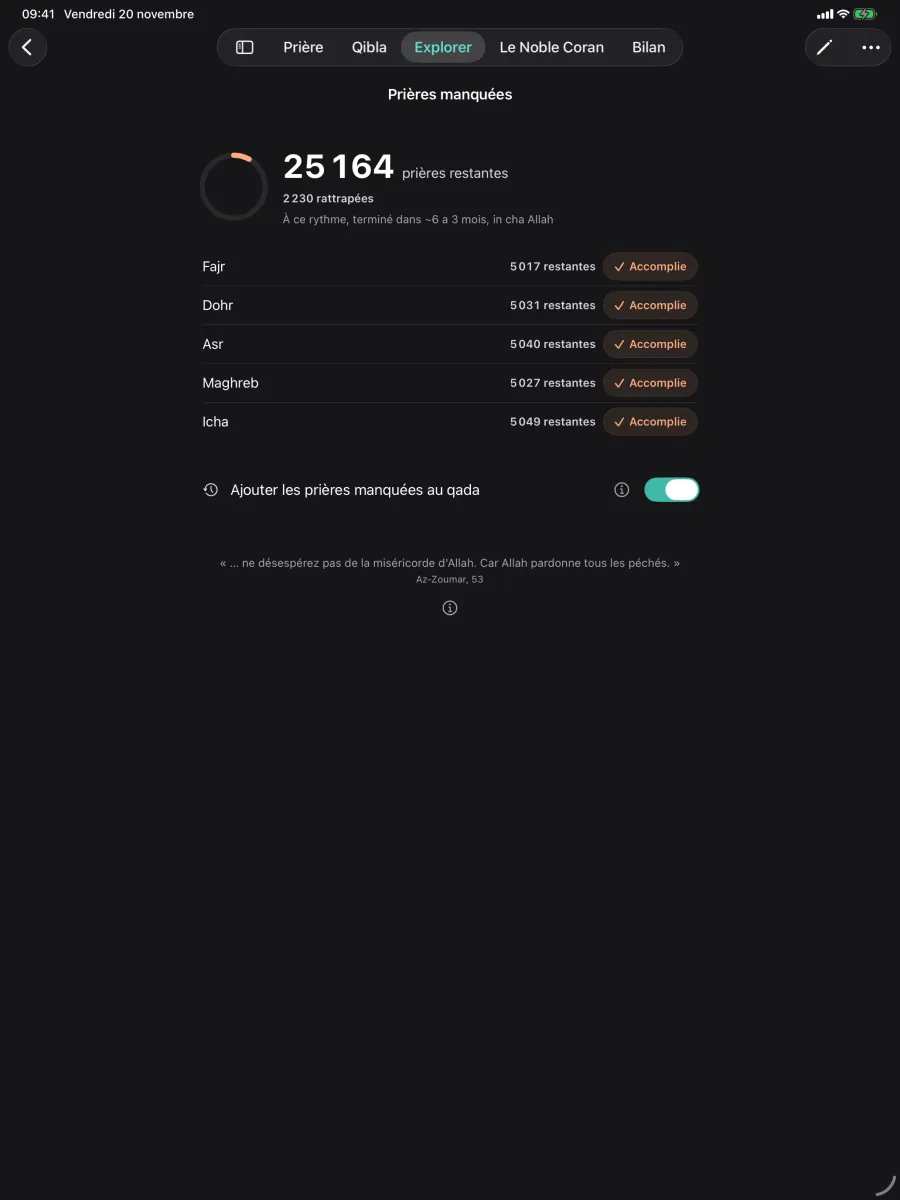 09:41 Vendredi 20 novembre
Prière Qibla Explorer Le Noble Coran Bilan
Prières manquées
25 164 prières restantes
2 230 rattrapées
À ce rythme, terminé dans ~6 a 3 mois, in cha Allah
Fajr 5 017 restantes ✓ Accomplie
Dohr 5 031 restantes ✓ Accomplie
Asr 5 040 restantes ✓ Accomplie
Maghreb 5 027 restantes ✓ Accomplie
Icha 5 049 restantes ✓ Accomplie
Ajouter les prières manquées au qada
« ... ne désespérez pas de la miséricorde d'Allah. Car Allah pardonne tous les péchés. »
Az-Zoumar, 53